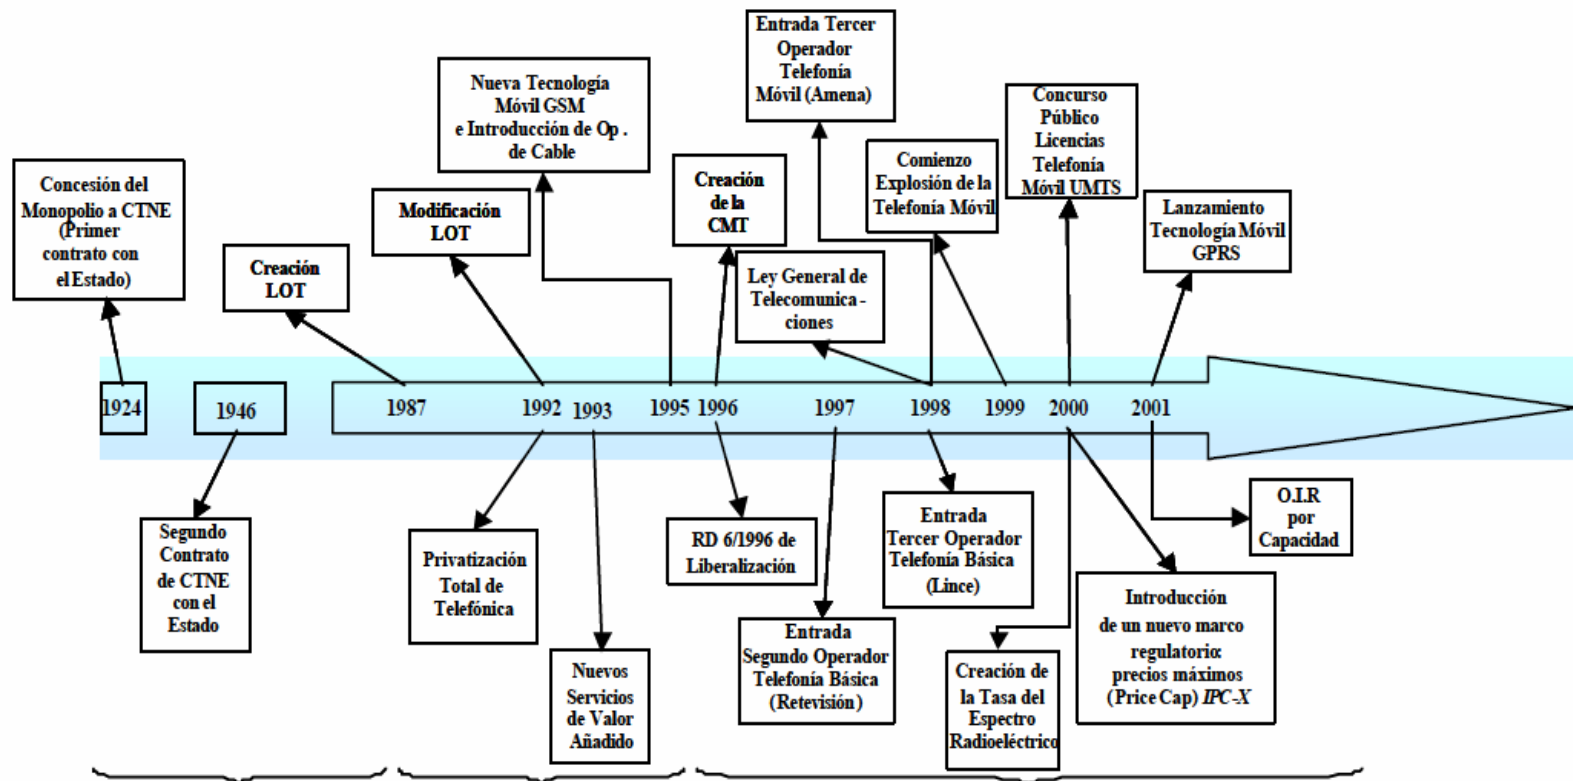 Entrada Tercer
Operador
Telefonía
Móvil (Amena)
Nueva Tecnología
Móvil GSM
e Introducción de Op .
de Cable
Concurso
Público
Licencias
Telefonía
Móvil UMTS
Concesión del
Monopolio a CTNE
(Primer
contrato con
el Estado)
Creación
LOT
Modificación
LOT
Creación
de la
CMT
Ley General de
Telecomunica -
ciones
Comienzo
Explosión de la
Telefonía Móvil
Lanzamiento
Tecnología Móvil
GPRS
1924
1946
1987
1992
1993
1995
1996
1997
1998
1999
2000
2001
Segundo
Contrato
de CTNE
con el
Estado
Privatización
Total de
Telefónica
Nuevos
Servicios
de Valor
Añadido
RD 6/1996 de
Liberalización
Entrada
Segundo Operador
Telefonía Básica
(Retevisión)
Entrada
Tercer Operador
Telefonía Básica
(Lince)
Creación de
la Tasa del
Espectro
Radioeléctrico
Introducción
de un nuevo marco
regulatorio:
precios máximos
(Price Cap) IPC-X
O.I.R
por
Capacidad